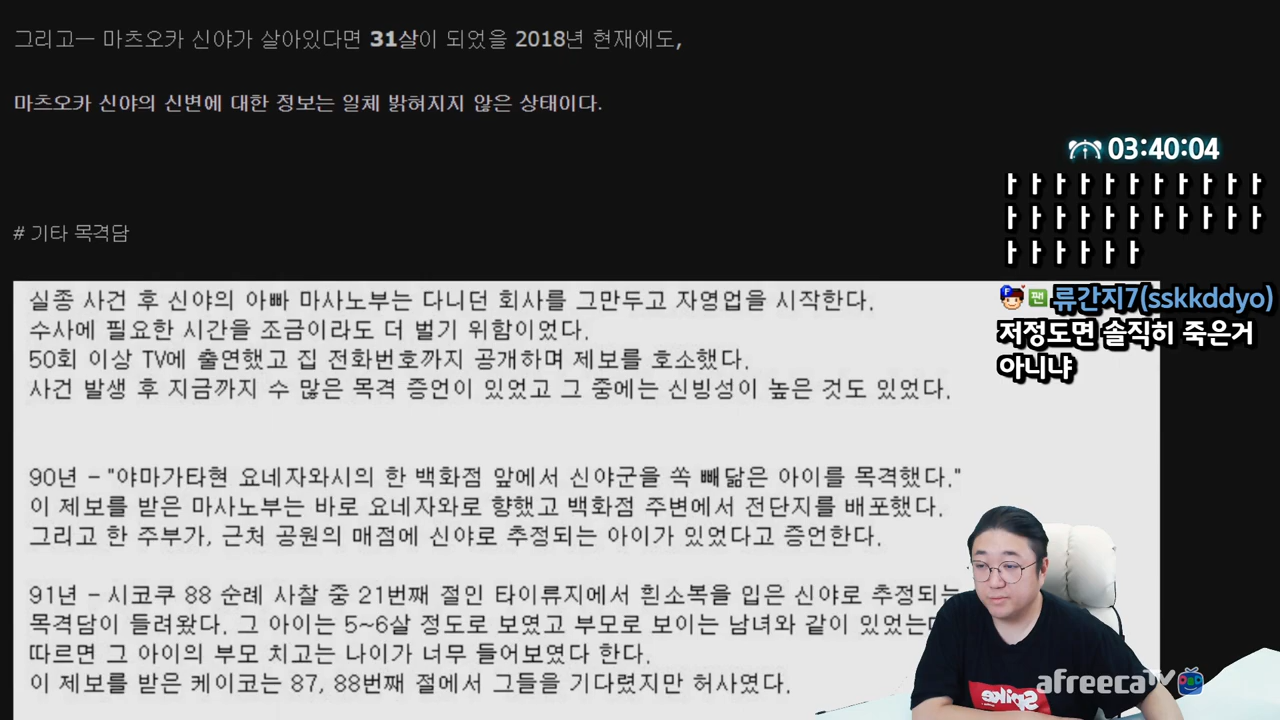 그리고ㅡ 마츠오카 신야가 살아있다면 31살이 되었을 2018년 현재에도,
마츠오카 신야의 신변에 대한 정보는 일체 밝혀지지 않은 상태이다.
03:40:04
ㅏㅏㅏㅏㅏㅏㅏㅏㅏㅏㅏ
ㅏㅏㅏㅏㅏㅏㅏㅏㅏㅏㅏ
ㅏㅏㅏㅏㅏㅏ
# 기타 목격담
F 팬 류간지7(sskkddyo)
저정도면 솔직히 죽은거
아니냐
실종 사건 후 신야의 아빠 마사노부는 다니던 회사를 그만두고 자영업을 시작한다.
수사에 필요한 시간을 조금이라도 더 벌기 위함이었다.
50회 이상 TV에 출연했고 집 전화번호까지 공개하며 제보를 호소했다.
사건 발생 후 지금까지 수 많은 목격 증언이 있었고 그 중에는 신빙성이 높은 것도 있었다.
90년 - "야마가타현 요네자와시의 한 백화점 앞에서 신야군을 쏙 빼닮은 아이를 목격했다."
이 제보를 받은 마사노부는 바로 요네자와로 향했고 백화점 주변에서 전단지를 배포했다.
그리고 한 주부가, 근처 공원의 매점에 신야로 추정되는 아이가 있었다고 증언한다.
91년 - 시코쿠 88 순례 사찰 중 21번째 절인 타이류지에서 흰소복을 입은 신야로 추정되는
목격담이 들려왔다. 그 아이는 5~6살 정도로 보였고 부모로 보이는 남녀와 같이 있었는
따르면 그 아이의 부모 치고는 나이가 너무 들어보였다 한다.
이 제보를 받은 케이코는 87, 88번째 절에서 그들을 기다렸지만 허사였다.
Spike
afreecaTV